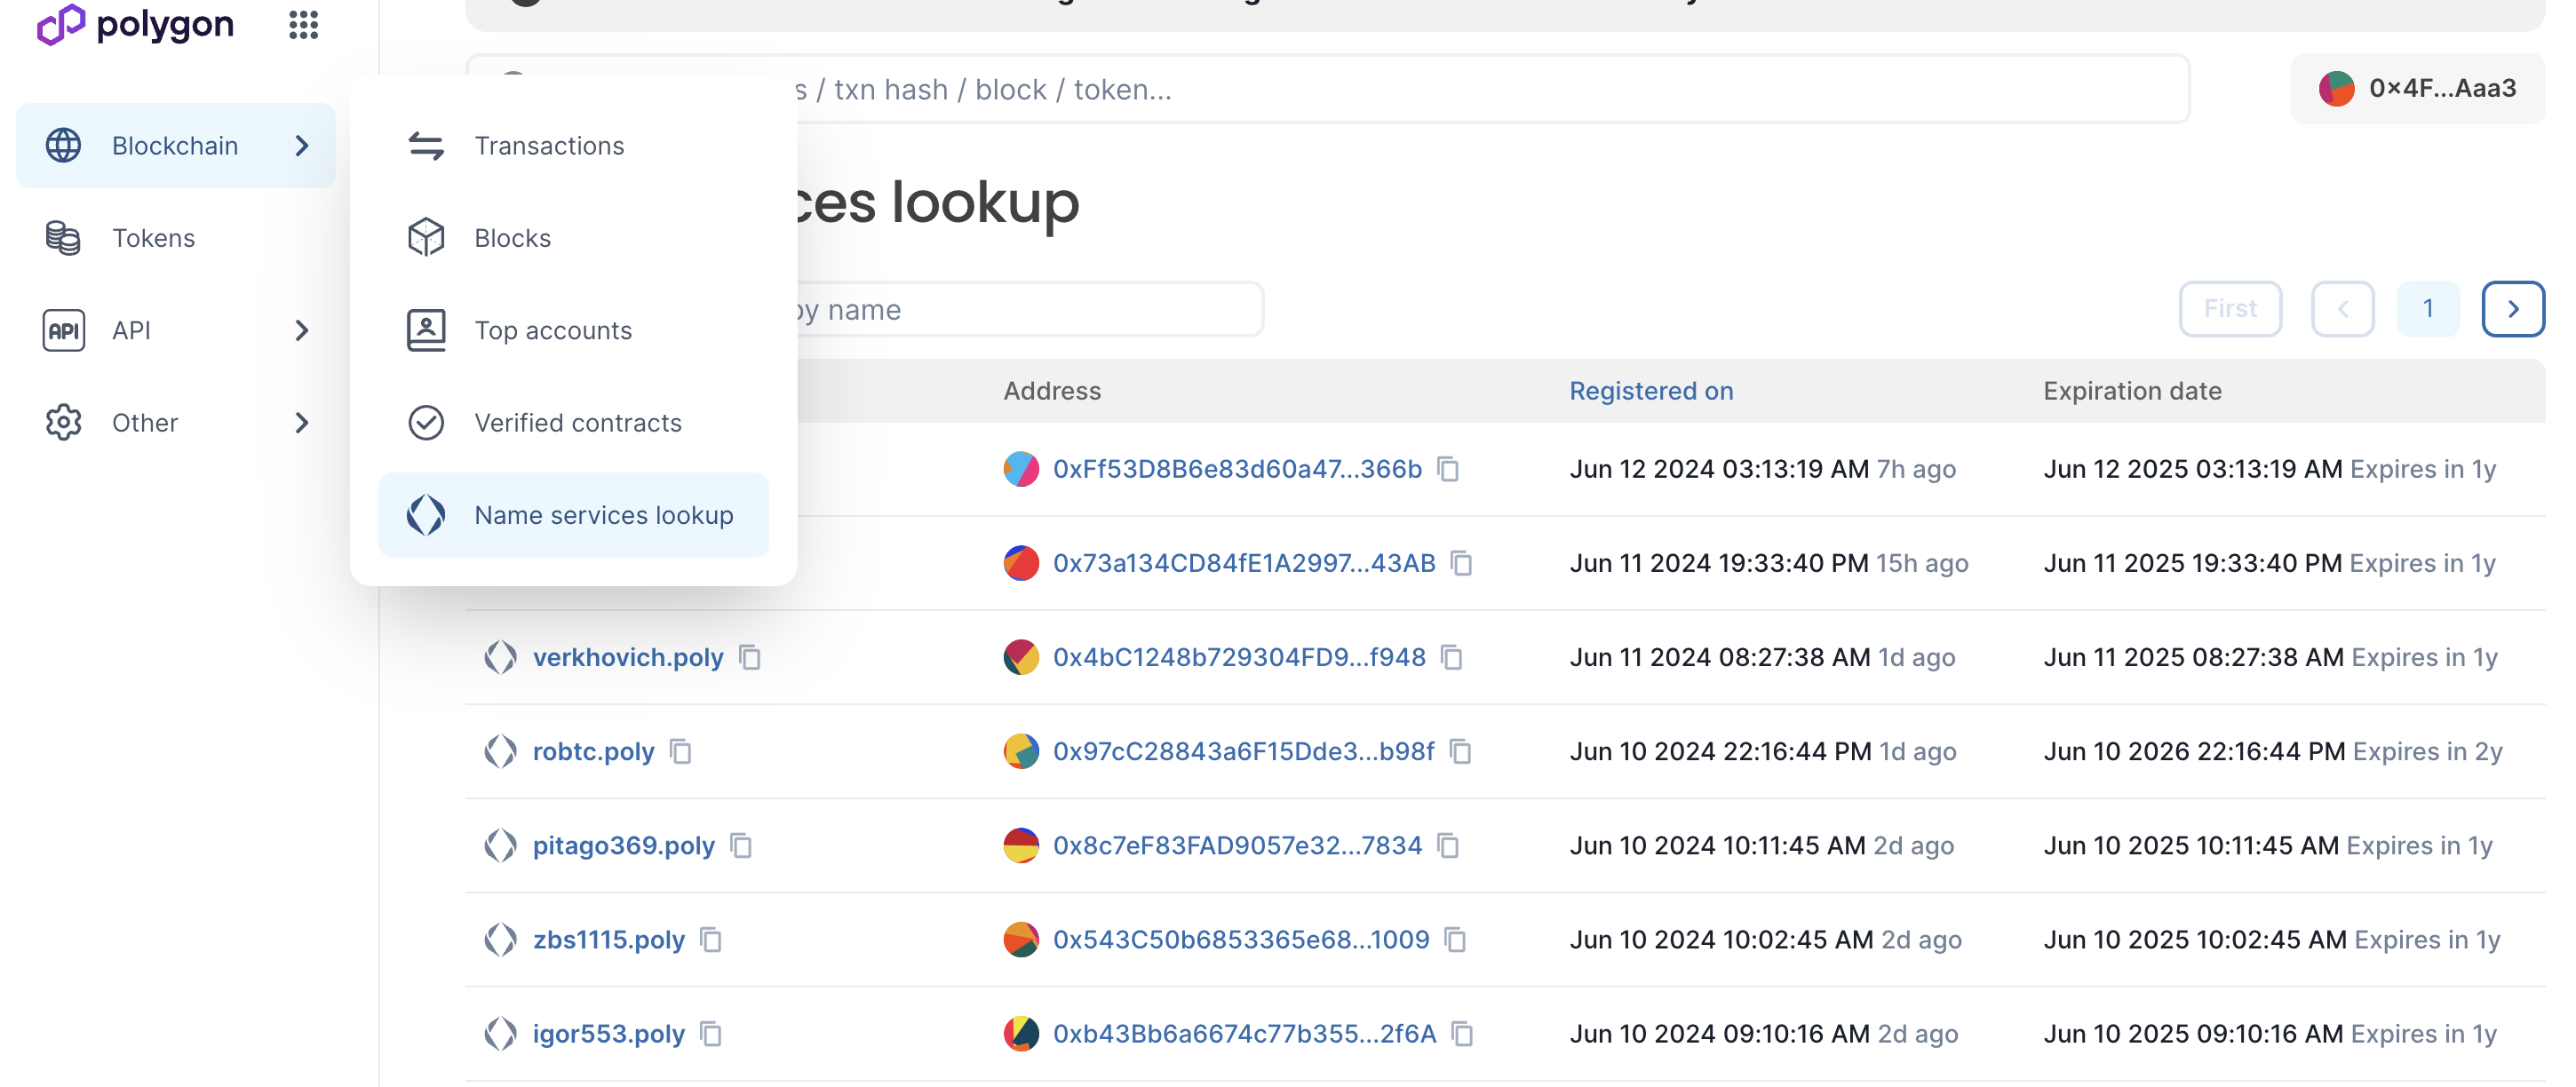 polygon
Blockchain
Tokens
API API
Other
Transactions
Blocks
Top accounts
Verified contracts
Name services lookup
s / txn hash / block / token...
0×4F...Aaa3
ces lookup
by name
First
1
Address Registered on Expiration date
0xFf53D8B6e83d60a47...366b Jun 12 2024 03:13:19 AM 7h ago Jun 12 2025 03:13:19 AM Expires in 1y
0x73a134CD84fE1A2997...43AB Jun 11 2024 19:33:40 PM 15h ago Jun 11 2025 19:33:40 PM Expires in 1y
verkhovich.poly 0x4bC1248b729304FD9...f948 Jun 11 2024 08:27:38 AM 1d ago Jun 11 2025 08:27:38 AM Expires in 1y
robtc.poly 0x97cC28843a6F15Dde3...b98f Jun 10 2024 22:16:44 PM 1d ago Jun 10 2026 22:16:44 PM Expires in 2y
pitago369.poly 0x8c7eF83FAD9057e32...7834 Jun 10 2024 10:11:45 AM 2d ago Jun 10 2025 10:11:45 AM Expires in 1y
zbs1115.poly 0x543C50b6853365e68...1009 Jun 10 2024 10:02:45 AM 2d ago Jun 10 2025 10:02:45 AM Expires in 1y
igor553.poly 0xb43Bb6a6674c77b355...2f6A Jun 10 2024 09:10:16 AM 2d ago Jun 10 2025 09:10:16 AM Expires in 1y